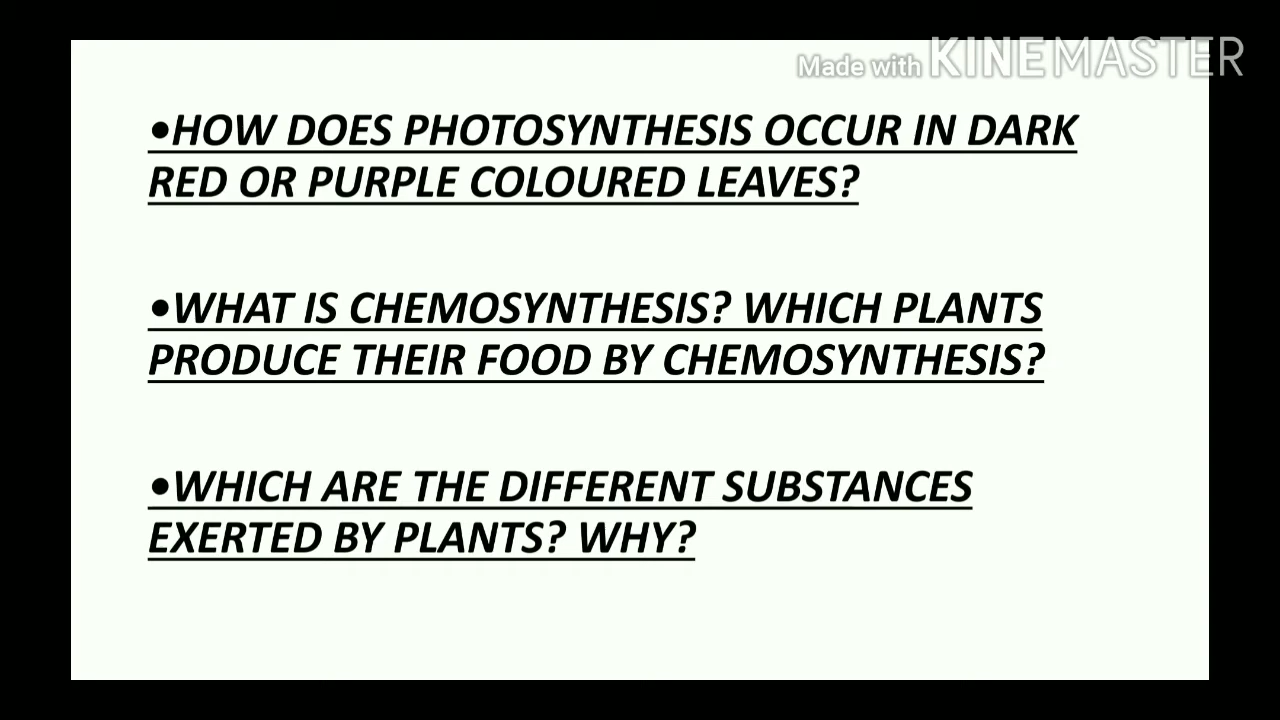 Made with KINEMASTER
•HOW DOES PHOTOSYNTHESIS OCCUR IN DARK
RED OR PURPLE COLOURED LEAVES?
•WHAT IS CHEMOSYNTHESIS? WHICH PLANTS
PRODUCE THEIR FOOD BY CHEMOSYNTHESIS?
•WHICH ARE THE DIFFERENT SUBSTANCES
EXERTED BY PLANTS? WHY?